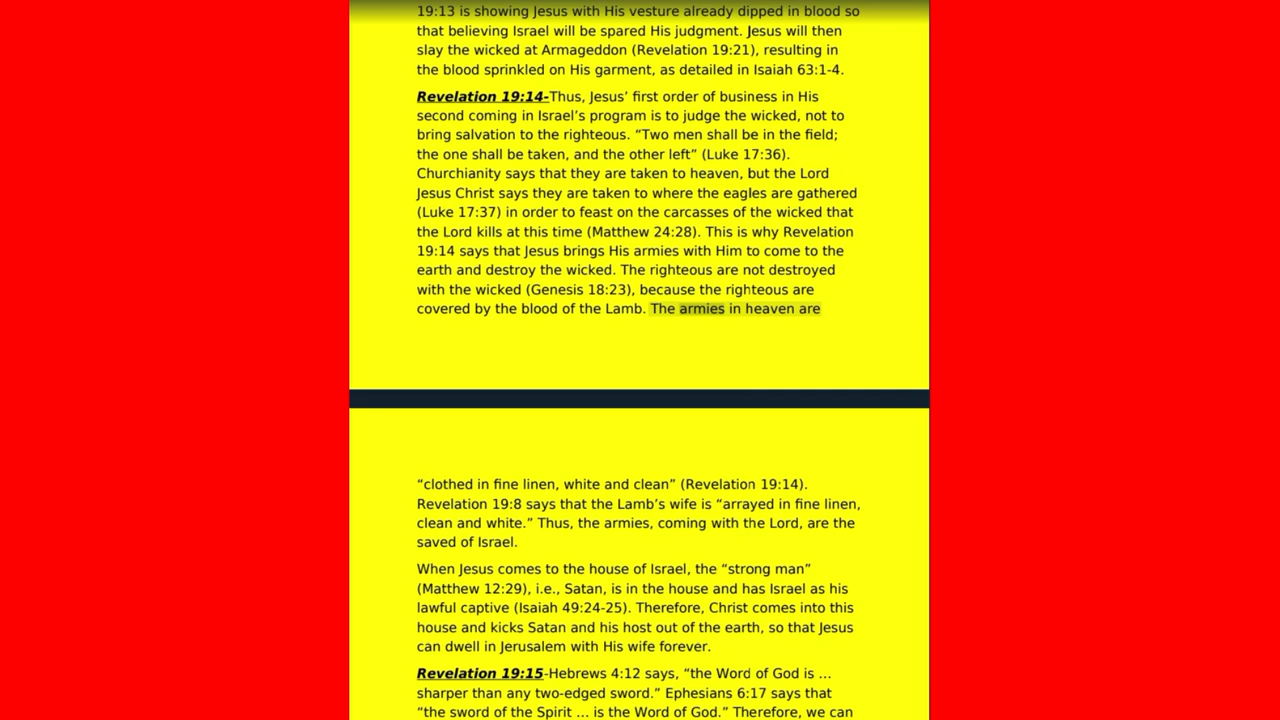 19:13 is showing Jesus with His vesture already dipped in blood so
that believing Israel will be spared His judgment. Jesus will then
slay the wicked at Armageddon (Revelation 19:21), resulting in
the blood sprinkled on His garment, as detailed in Isaiah 63:1-4.
Revelation 19:14-Thus, Jesus’ first order of business in His
second coming in Israel’s program is to judge the wicked, not to
bring salvation to the righteous. “Two men shall be in the field;
the one shall be taken, and the other left” (Luke 17:36).
Churchianity says that they are taken to heaven, but the Lord
Jesus Christ says they are taken to where the eagles are gathered
(Luke 17:37) in order to feast on the carcasses of the wicked that
the Lord kills at this time (Matthew 24:28). This is why Revelation
19:14 says that Jesus brings His armies with Him to come to the
earth and destroy the wicked. The righteous are not destroyed
with the wicked (Genesis 18:23), because the righteous are
covered by the blood of the Lamb. The armies in heaven are
“clothed in fine linen, white and clean” (Revelation 19:14).
Revelation 19:8 says that the Lamb’s wife is “arrayed in fine linen,
clean and white.” Thus, the armies, coming with the Lord, are the
saved of Israel.
When Jesus comes to the house of Israel, the “strong man”
(Matthew 12:29), i.e., Satan, is in the house and has Israel as his
lawful captive (Isaiah 49:24-25). Therefore, Christ comes into this
house and kicks Satan and his host out of the earth, so that Jesus
can dwell in Jerusalem with His wife forever.
Revelation 19:15-Hebrews 4:12 says, “the Word of God is …
sharper than any two-edged sword.” Ephesians 6:17 says that
“the sword of the Spirit … is the Word of God.” Therefore, we can